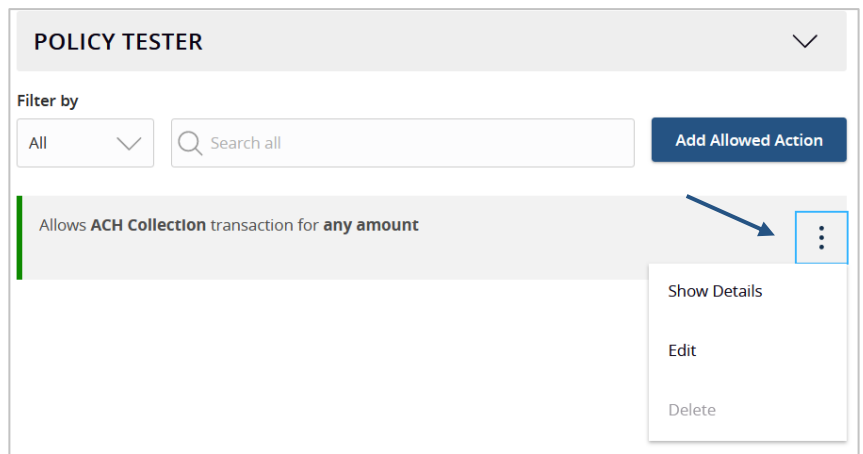 POLICY TESTER
Filter by
All
Search all
Add Allowed Action
Allows ACH Collection transaction for any amount
Show Details
Edit
Delete